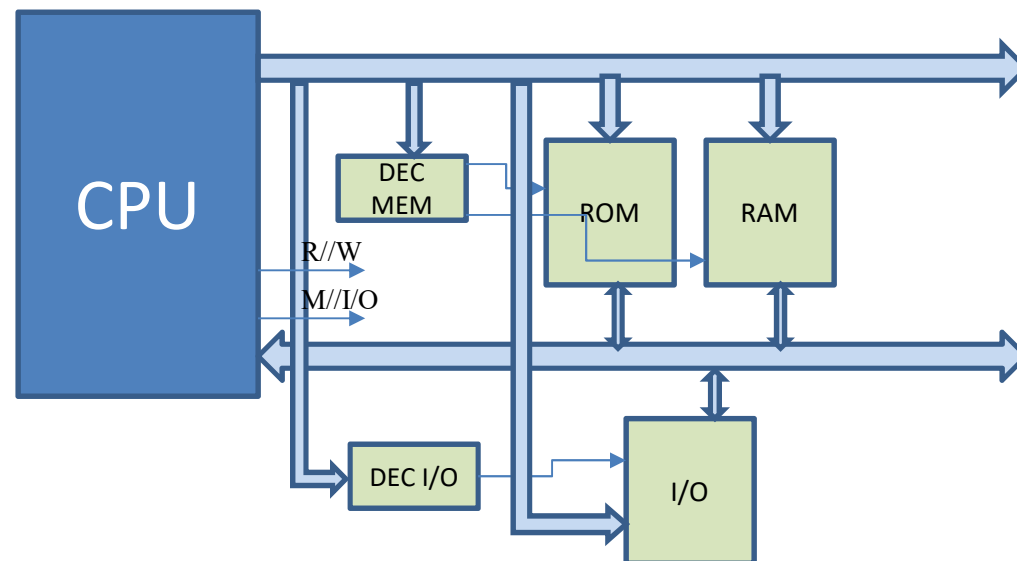 CPU
DEC
MEM
ROM
RAM
R//W
M//I/O
DEC I/O
I/O